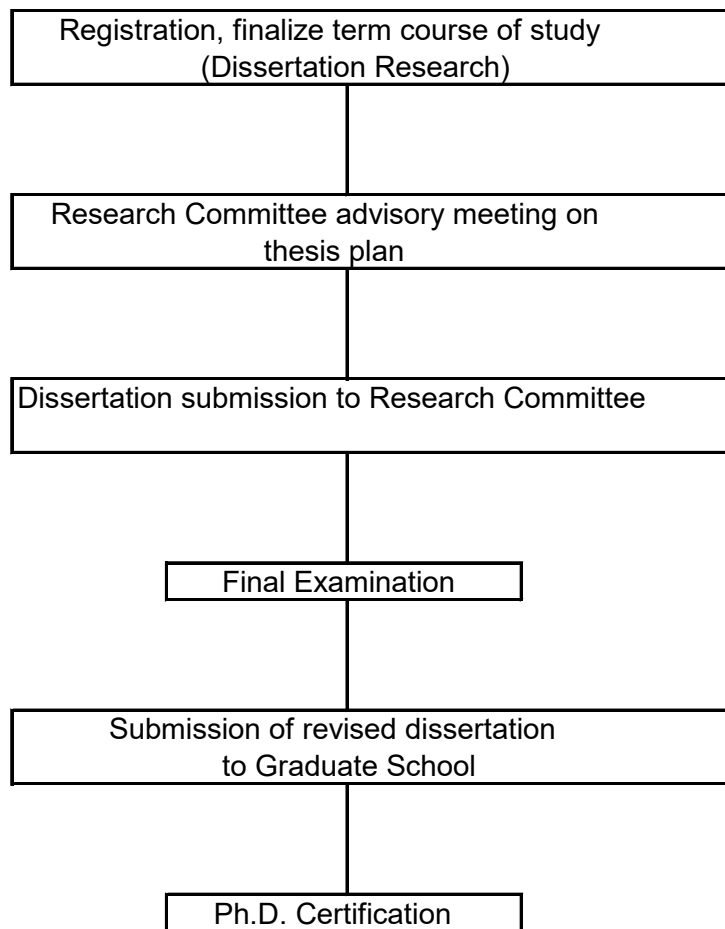 Registration, finalize term course of study
(Dissertation Research)
Research Committee advisory meeting on
thesis plan
Dissertation submission to Research Committee
Final Examination
Submission of revised dissertation
to Graduate School
Ph.D. Certification